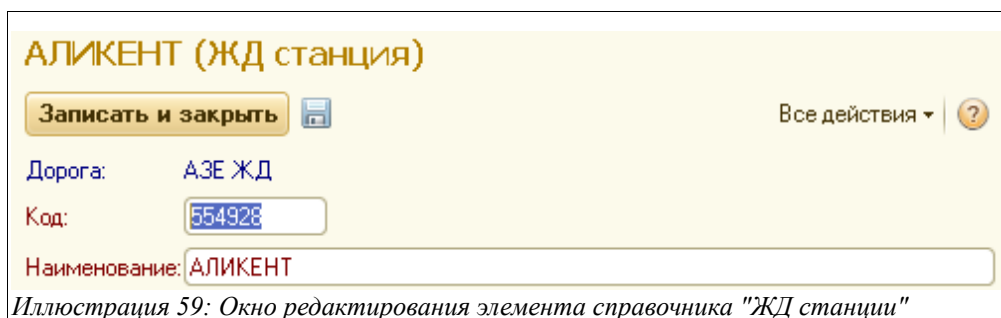 АЛИКЕНТ (ЖД станция)
Записать и закрыть Все действия ?
Дорога: АЗЕ ЖД
Код: 554928
Наименование: АЛИКЕНТ
Иллюстрация 59: Окно редактирования элемента справочника "ЖД станции"